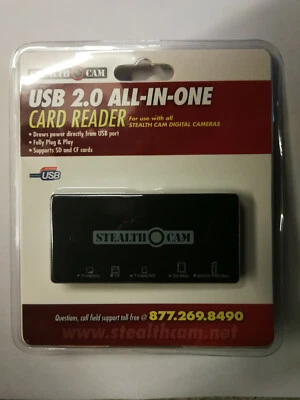 STEALTH CAM
USB 2.0 ALL-IN-ONE
CARD READER
For use with all
STEALTH CAM DIGITAL CAMERAS
• Draws power directly from USB port
• Fully Plug & Play
• Supports SD and CF cards
USB
STEALTH CAM
Questions, call field support toll-free @ 877.269.8490
www.stealthcam.net